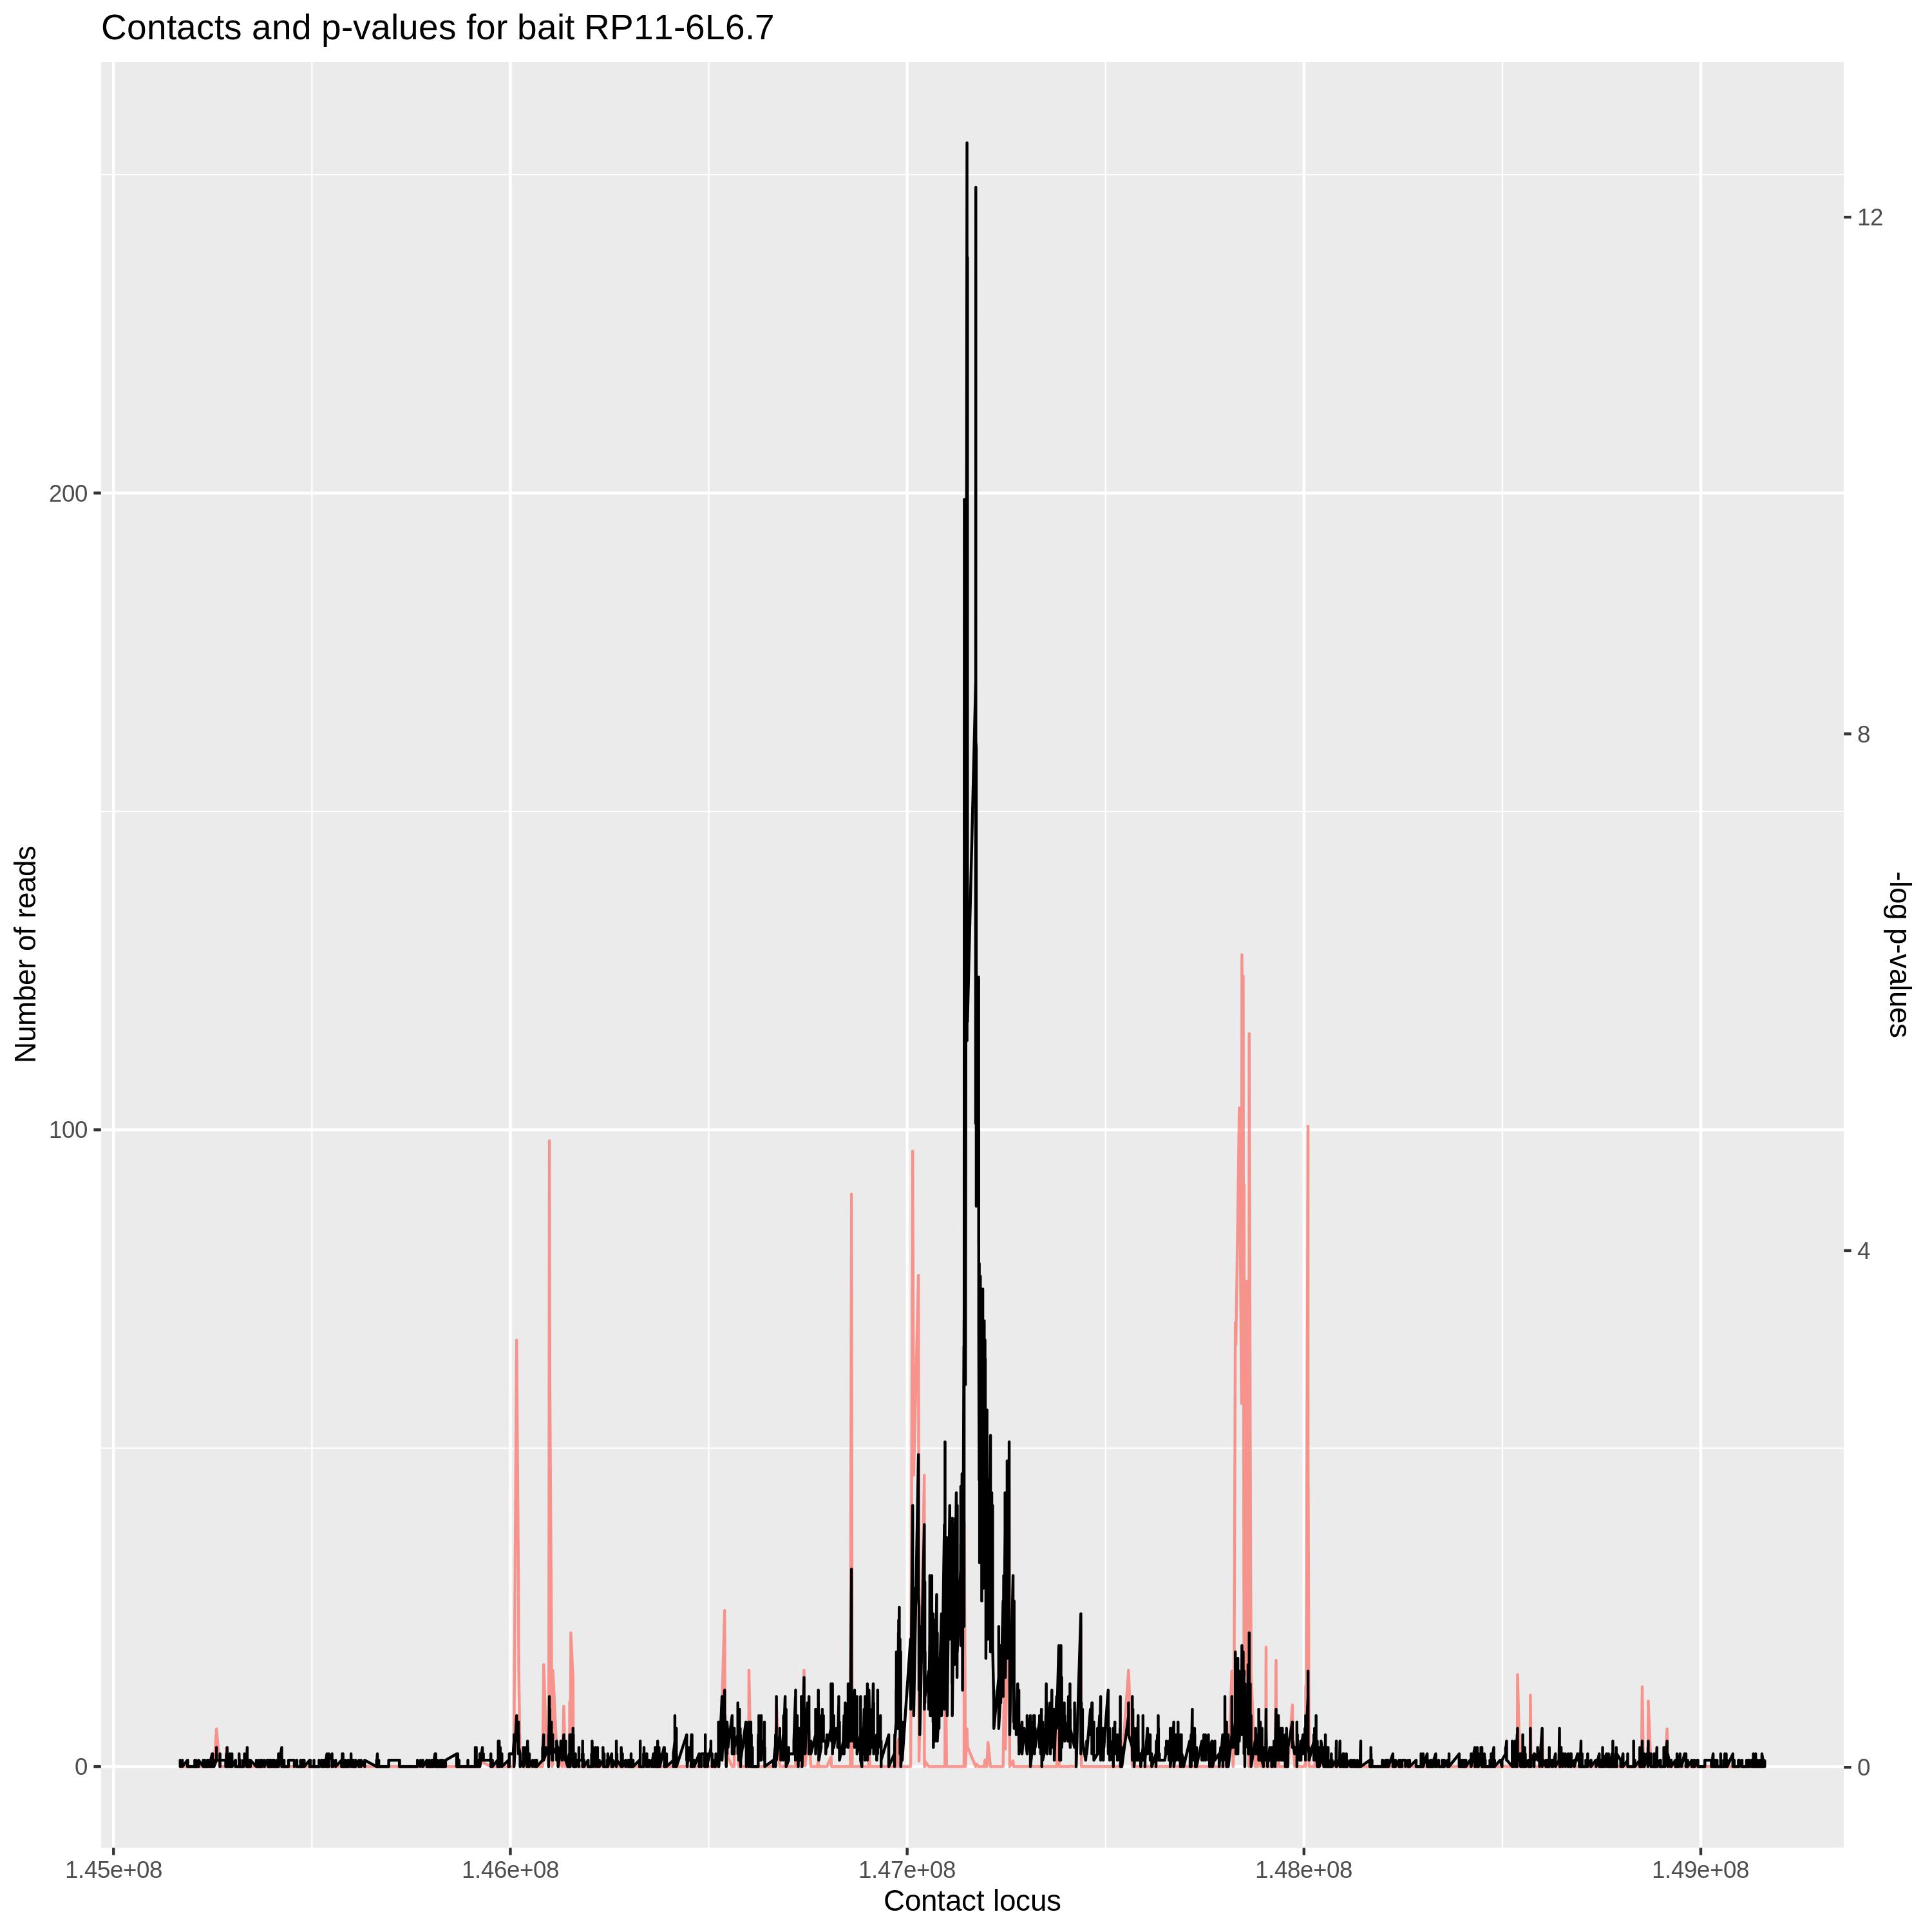 Contacts and p-values for bait RP11-6L6.7
12
200
8
Number of reads
-log p-values
100
4
0
0
1.45e+08
1.46e+08
1.47e+08
1.48e+08
1.49e+08
Contact locus